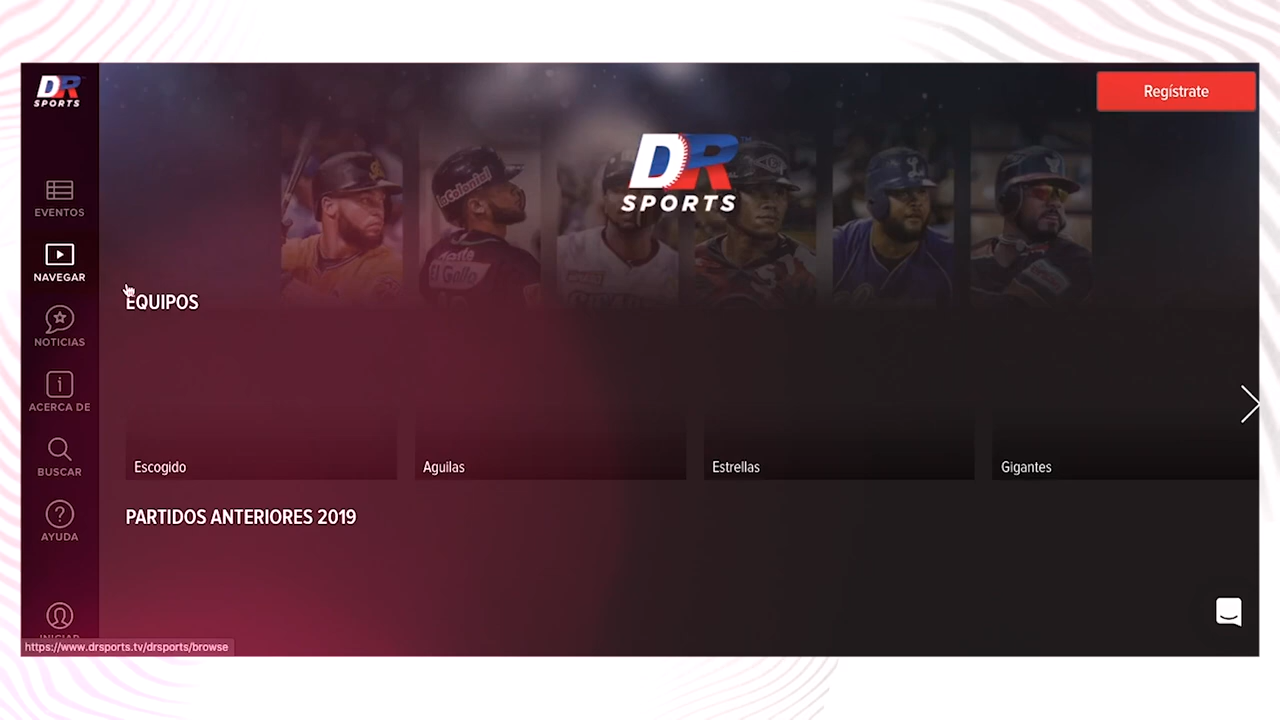 DR
SPORTS
Regístrate
EVENTOS
NAVEGAR
NOTICIAS
ACERCA DE
BUSCAR
AYUDA
DR
SPORTS
EQUIPOS
Escogido
Aguilas
Estrellas
Gigantes
PARTIDOS ANTERIORES 2019
INICIAR
https://www.drsports.tv/drsports/browse